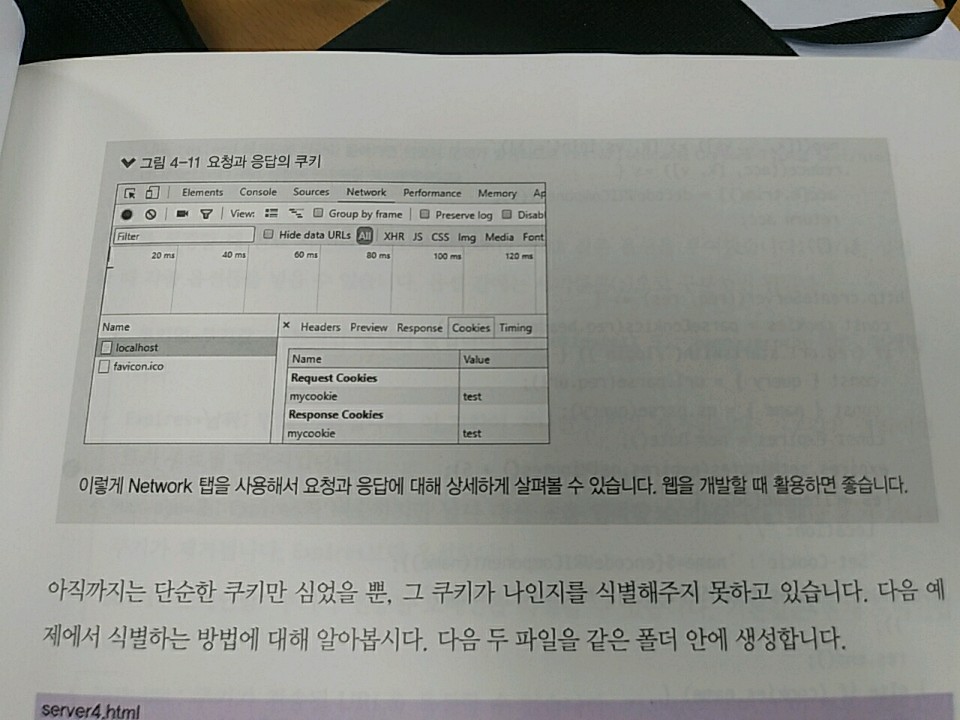 그림 4-11 요청과 응답의 쿠키
Elements Console Sources Network Performance Memory Ap
View: Group by frame Preserve log Disabl
Filter Hide data URLs All XHR JS CSS Img Media Font
20 ms 40 ms 60 ms 80 ms 100 ms 120 ms
Name
localhost
favicon.ico
× Headers Preview Response Cookies Timing
Name Value
Request Cookies
mycookie test
Response Cookies
mycookie test
이렇게 Network 탭을 사용해서 요청과 응답에 대해 상세하게 살펴볼 수 있습니다. 웹을 개발할 때 활용하면 좋습니다.
아직까지는 단순한 쿠키만 심었을 뿐, 그 쿠키가 나인지를 식별해주지 못하고 있습니다. 다음 예
제에서 식별하는 방법에 대해 알아봅시다. 다음 두 파일을 같은 폴더 안에 생성합니다.
server4.html